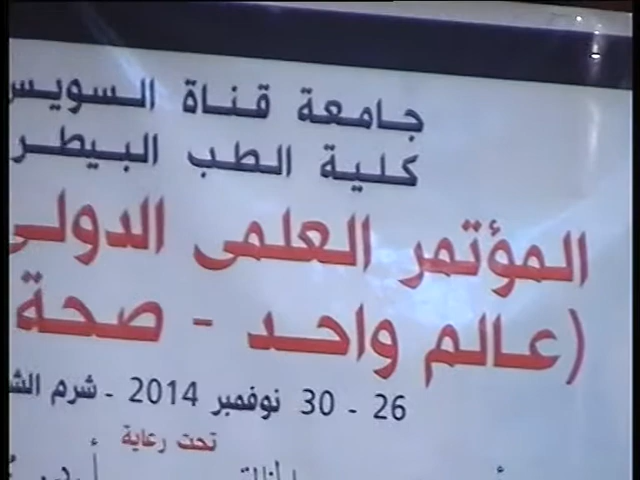 جامعة قناة السويس
كلية الطب البيطر
المؤتمر العلمى الدولى
(عالم واحد - صحة
26 - 30 نوفمبر 2014 - شرم الش
تحت رعاية